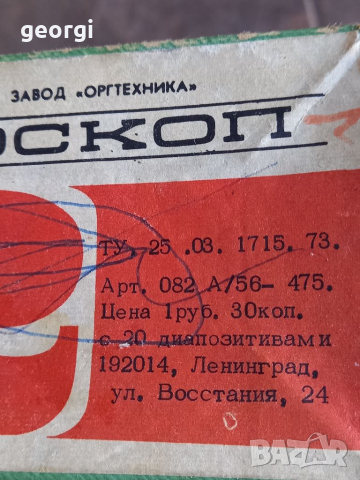 georgi
ЗАВОД «ОРГТЕХНИКА»
ОСКОП
ТУ. 25 .03. 1715. 73.
Арт. 082 А/56- 475.
Цена 1руб. 30коп.
с 20 диапозитивами
192014, Ленинград,
ул. Восстания, 24
BAZAR